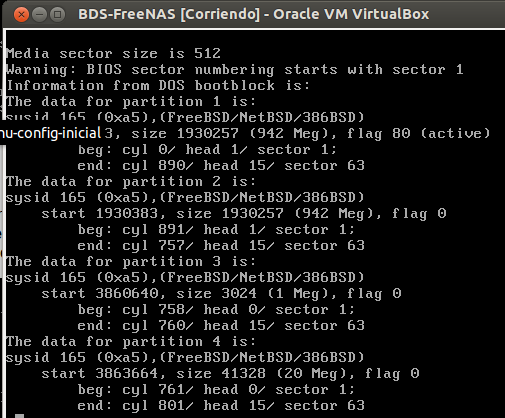 BDS-FreeNAS [Corriendo] - Oracle VM VirtualBox
Media sector size is 512
Warning: BIOS sector numbering starts with sector 1
Information from DOS bootblock is:
The data for partition 1 is:
sysid 165 (0xa5),(FreeBSD/NetBSD/386BSD)
nu-config-inicial 3, size 1930257 (942 Meg), flag 80 (active)
beg: cyl 0/ head 1/ sector 1;
end: cyl 890/ head 15/ sector 63
The data for partition 2 is:
sysid 165 (0xa5),(FreeBSD/NetBSD/386BSD)
start 1930383, size 1930257 (942 Meg), flag 0
beg: cyl 891/ head 1/ sector 1;
end: cyl 757/ head 15/ sector 63
The data for partition 3 is:
sysid 165 (0xa5),(FreeBSD/NetBSD/386BSD)
start 3860640, size 3024 (1 Meg), flag 0
beg: cyl 758/ head 0/ sector 1;
end: cyl 760/ head 15/ sector 63
The data for partition 4 is:
sysid 165 (0xa5),(FreeBSD/NetBSD/386BSD)
start 3863664, size 41328 (20 Meg), flag 0
beg: cyl 761/ head 0/ sector 1;
end: cyl 801/ head 15/ sector 63